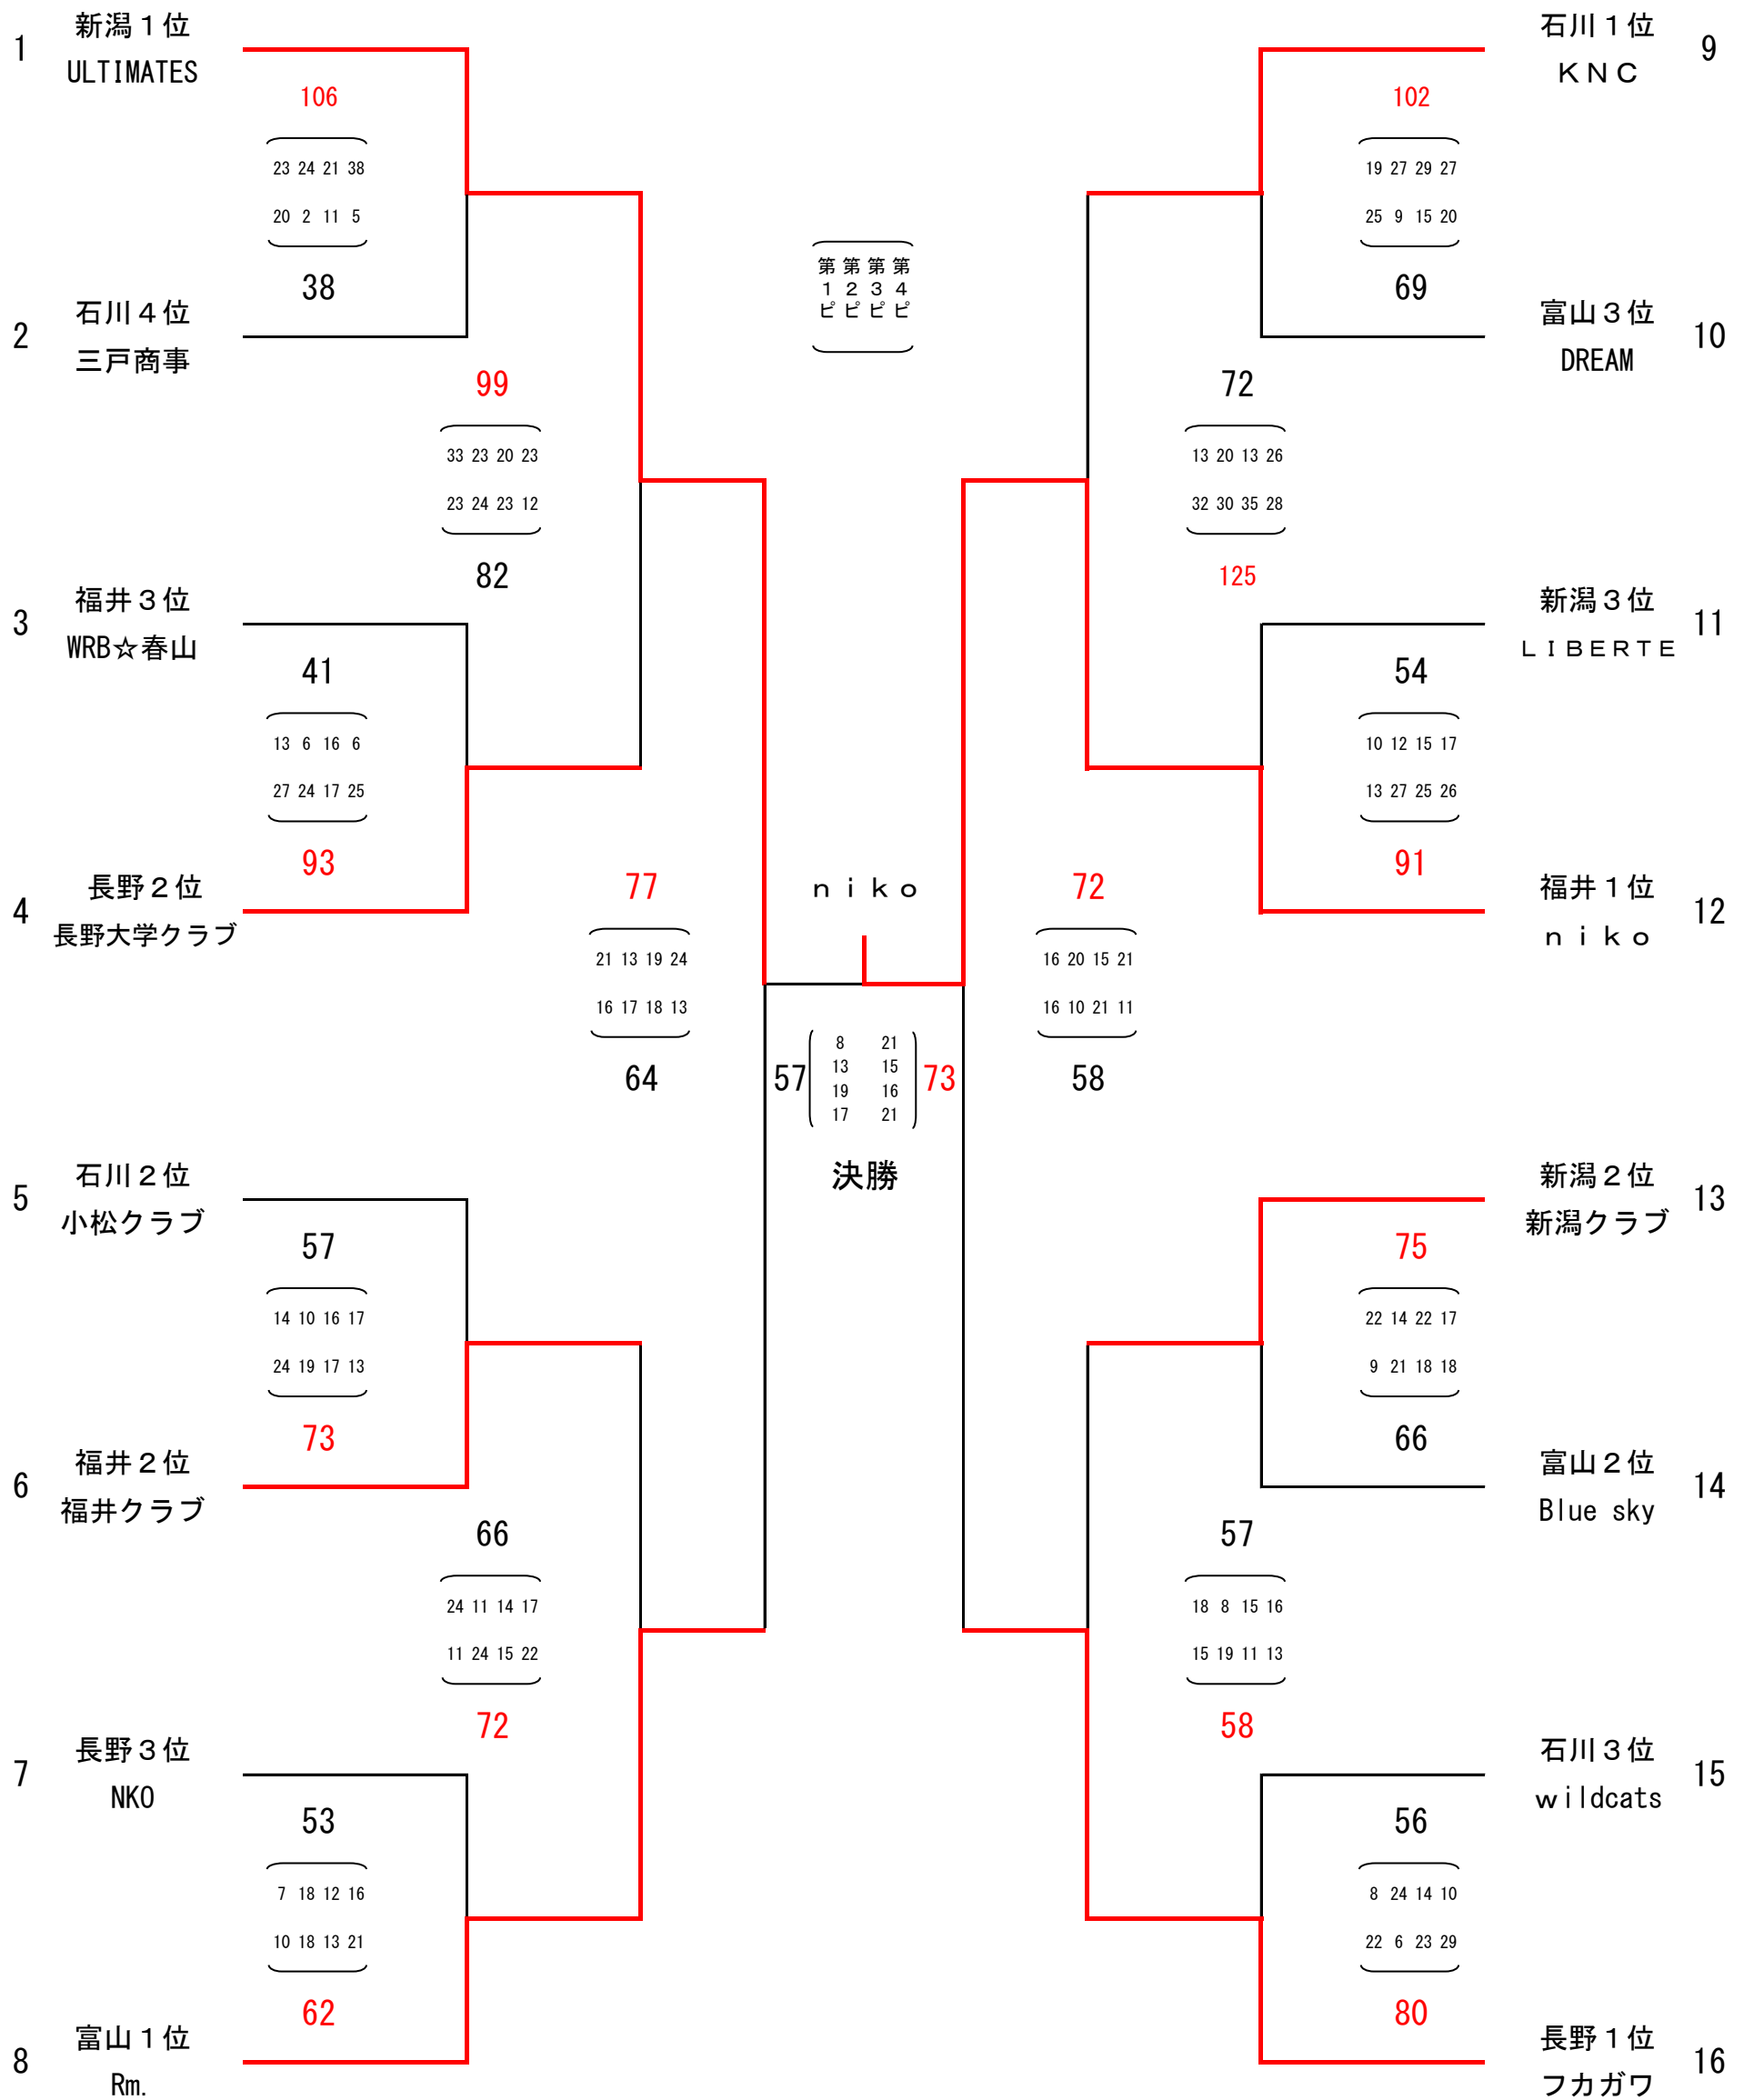 1
新潟１位
ULTIMATES
106
23 24 21 38
20 2 11 5
38
2
石川４位
三戸商事
99
33 23 20 23
23 24 23 12
82
3
福井３位
WRB☆春山
41
13 6 16 6
27 24 17 25
93
4
長野２位
長野大学クラブ
77
21 13 19 24
16 17 18 13
64
5
石川２位
小松クラブ
57
14 10 16 17
24 19 17 13
73
6
福井２位
福井クラブ
66
24 11 14 17
11 24 15 22
72
7
長野３位
NKO
53
7 18 12 16
10 18 13 21
62
8
富山１位
Rm.
第 第 第 第
１ ２ ３ ４
ピ ピ ピ ピ
ｎｉｋｏ
57
8 21
13 15
19 16
17 21
73
決勝
石川１位
ＫＮＣ
9
102
19 27 29 27
25 9 15 20
69
富山３位
DREAM
10
72
13 20 13 26
32 30 35 28
125
新潟３位
ＬＩＢＥＲＴＥ
11
54
10 12 15 17
13 27 25 26
91
福井１位
ｎｉｋｏ
12
72
16 20 15 21
16 10 21 11
58
新潟２位
新潟クラブ
13
75
22 14 22 17
9 21 18 18
66
富山２位
Blue sky
14
57
18 8 15 16
15 19 11 13
58
石川３位
ｗildcats
15
56
8 24 14 10
22 6 23 29
80
長野１位
フカガワ
16